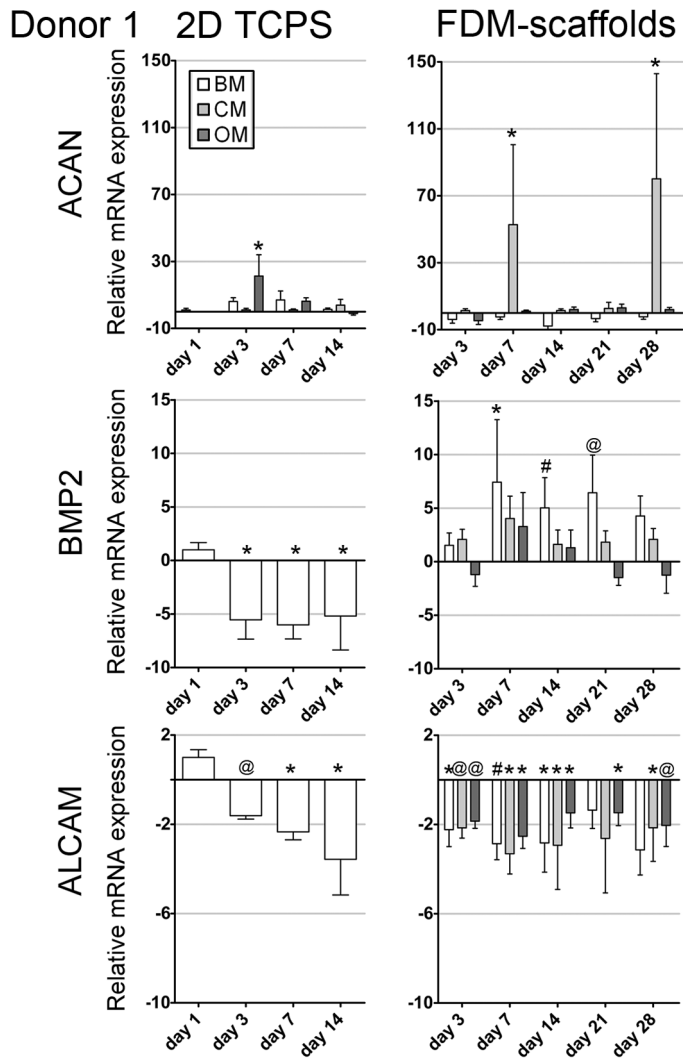 Donor 1 2D TCPS FDM-scaffolds
ACAN
Relative mRNA expression
150
110
70
30
-10
BM
CM
OM
*
day 1 day 3 day 7 day 14
150
110
70
30
-10
* *
day 3 day 7 day 14 day 21 day 28
BMP2
Relative mRNA expression
15
10
5
0
-5
-10
* * *
day 1 day 3 day 7 day 14
15
10
5
0
-5
-10
* # @
day 3 day 7 day 14 day 21 day 28
ALCAM
Relative mRNA expression
2
-2
-6
-10
@ * *
day 1 day 3 day 7 day 14
2
-2
-6
-10
*@@ #** *** * *@
day 3 day 7 day 14 day 21 day 28